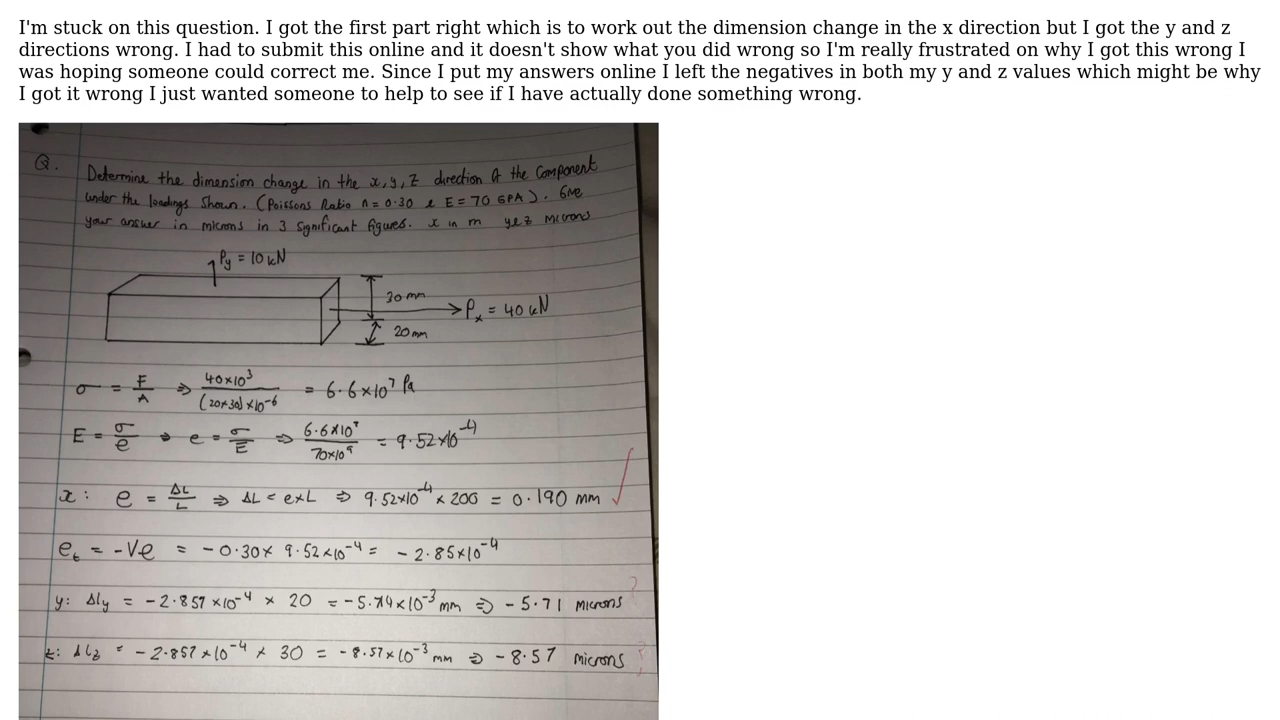 I'm stuck on this question. I got the first part right which is to work out the dimension change in the x direction but I got the y and z
directions wrong. I had to submit this online and it doesn't show what you did wrong so I'm really frustrated on why I got this wrong I
was hoping someone could correct me. Since I put my answers online I left the negatives in both my y and z values which might be why
I got it wrong I just wanted someone to help to see if I have actually done something wrong.
Q. Determine the dimension change in the x, y, z direction of the Component
under the loadings Shown. (Poissons Ratio n = 0.30 & E = 70 GPA). Give
your answer in microns in 3 significant figures. x in m y & z microns
Py = 10 kN
30 mm
Px = 40 kN
20 mm
σ = F/A ⇒ 40×10³/(20×30)×10⁻⁶ = 6.6×10⁷ Pa
E = σ/e ⇒ e = σ/E ⇒ 6.6×10⁷/70×10⁹ = 9.52×10⁻⁴
x: e = ΔL/L ⇒ ΔL = e×L ⇒ 9.52×10⁻⁴ × 200 = 0.190 mm ✓
e_t = -Ve = -0.30× 9.52×10⁻⁴ = -2.85×10⁻⁴
y: Δly = -2.857×10⁻⁴ × 20 = -5.714×10⁻³ mm ⇒ -5.71 microns ?
z: ΔLz = -2.857×10⁻⁴ × 30 = -8.57×10⁻³ mm ⇒ -8.57 microns ?